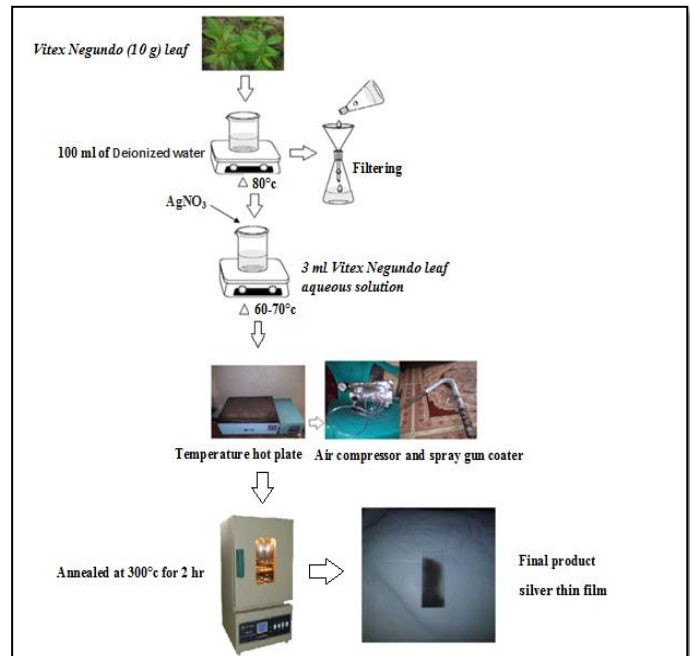 Vitex Negundo (10 g) leaf
100 ml of Deionized water
△ 80°c
Filtering
AgNO₃
3 ml Vitex Negundo leaf
aqueous solution
△ 60-70°c
Temperature hot plate
Air compressor and spray gun coater
Annealed at 300°c for 2 hr
Final product
silver thin film